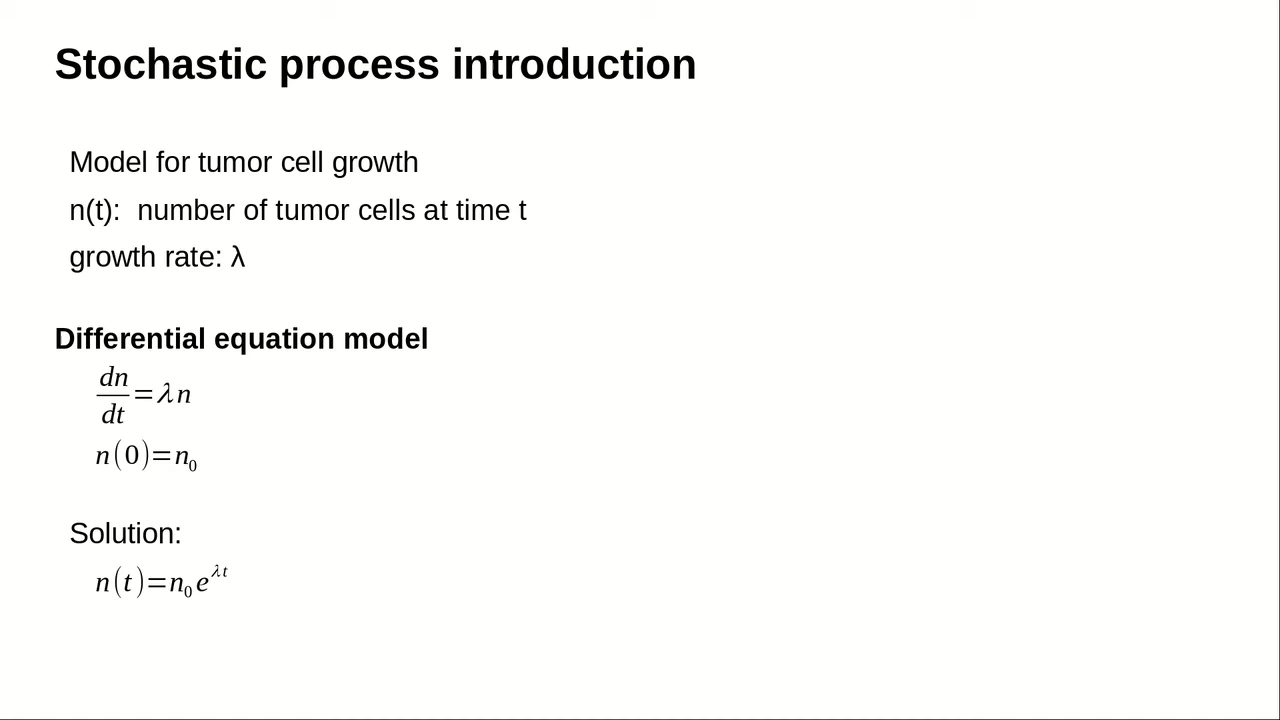 Stochastic process introduction
Model for tumor cell growth
n(t): number of tumor cells at time t
growth rate: λ
Differential equation model
dn/dt = λ n
n(0)=n₀
Solution:
n(t)=n₀e^{λt}